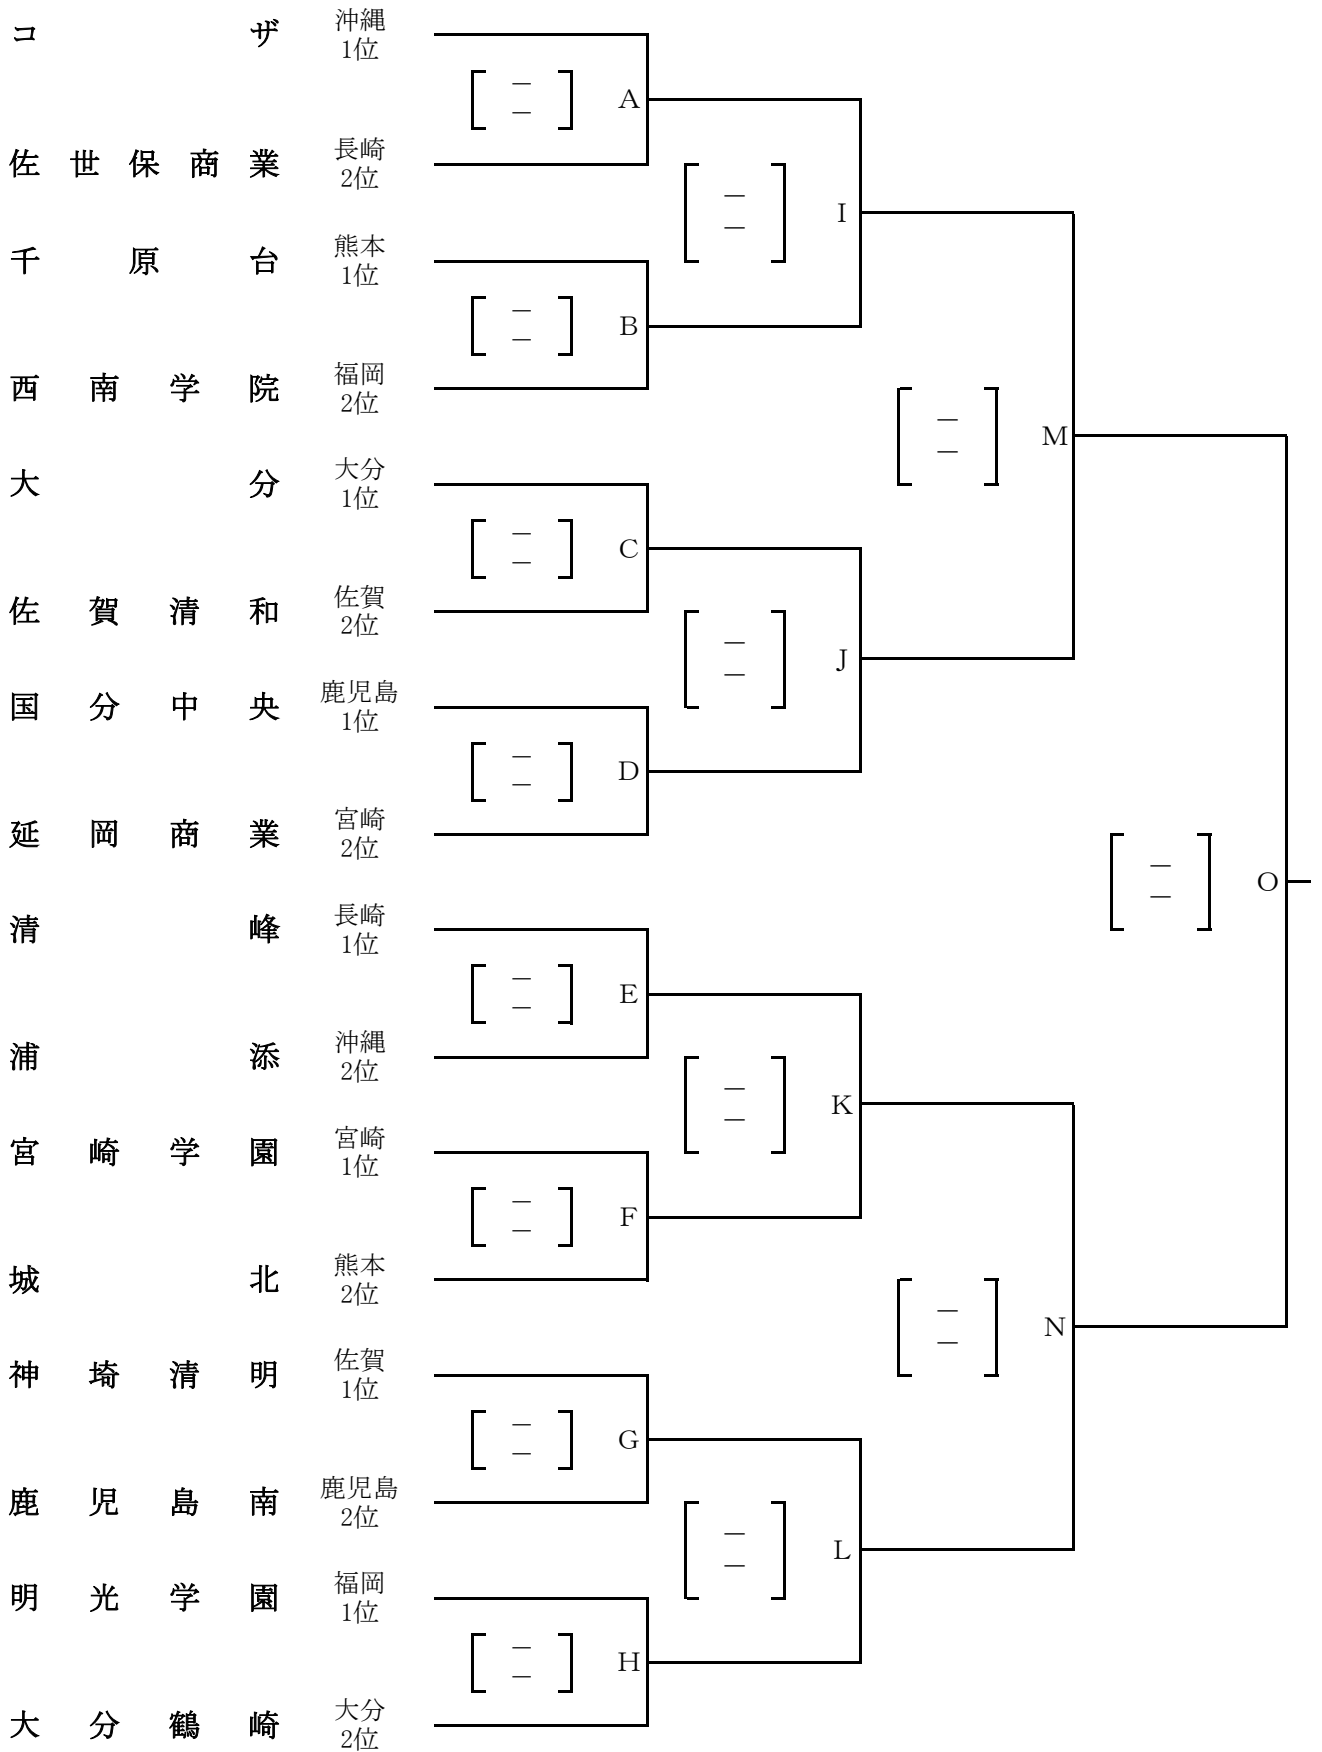 コザ 沖縄
1位
－
－ A
佐世保商業 長崎
2位
－
－ I
千原台 熊本
1位
－
－ B
西南学院 福岡
2位
－
－ M
大分 大分
1位
－
－ C
佐賀清和 佐賀
2位
－
－ J
国分中央 鹿児島
1位
－
－ D
延岡商業 宮崎
2位
－
－ O
清峰 長崎
1位
－
－ E
浦添 沖縄
2位
－
－ K
宮崎学園 宮崎
1位
－
－ F
城北 熊本
2位
－
－ N
神埼清明 佐賀
1位
－
－ G
鹿児島南 鹿児島
2位
－
－ L
明光学園 福岡
1位
－
－ H
大分鶴崎 大分
2位